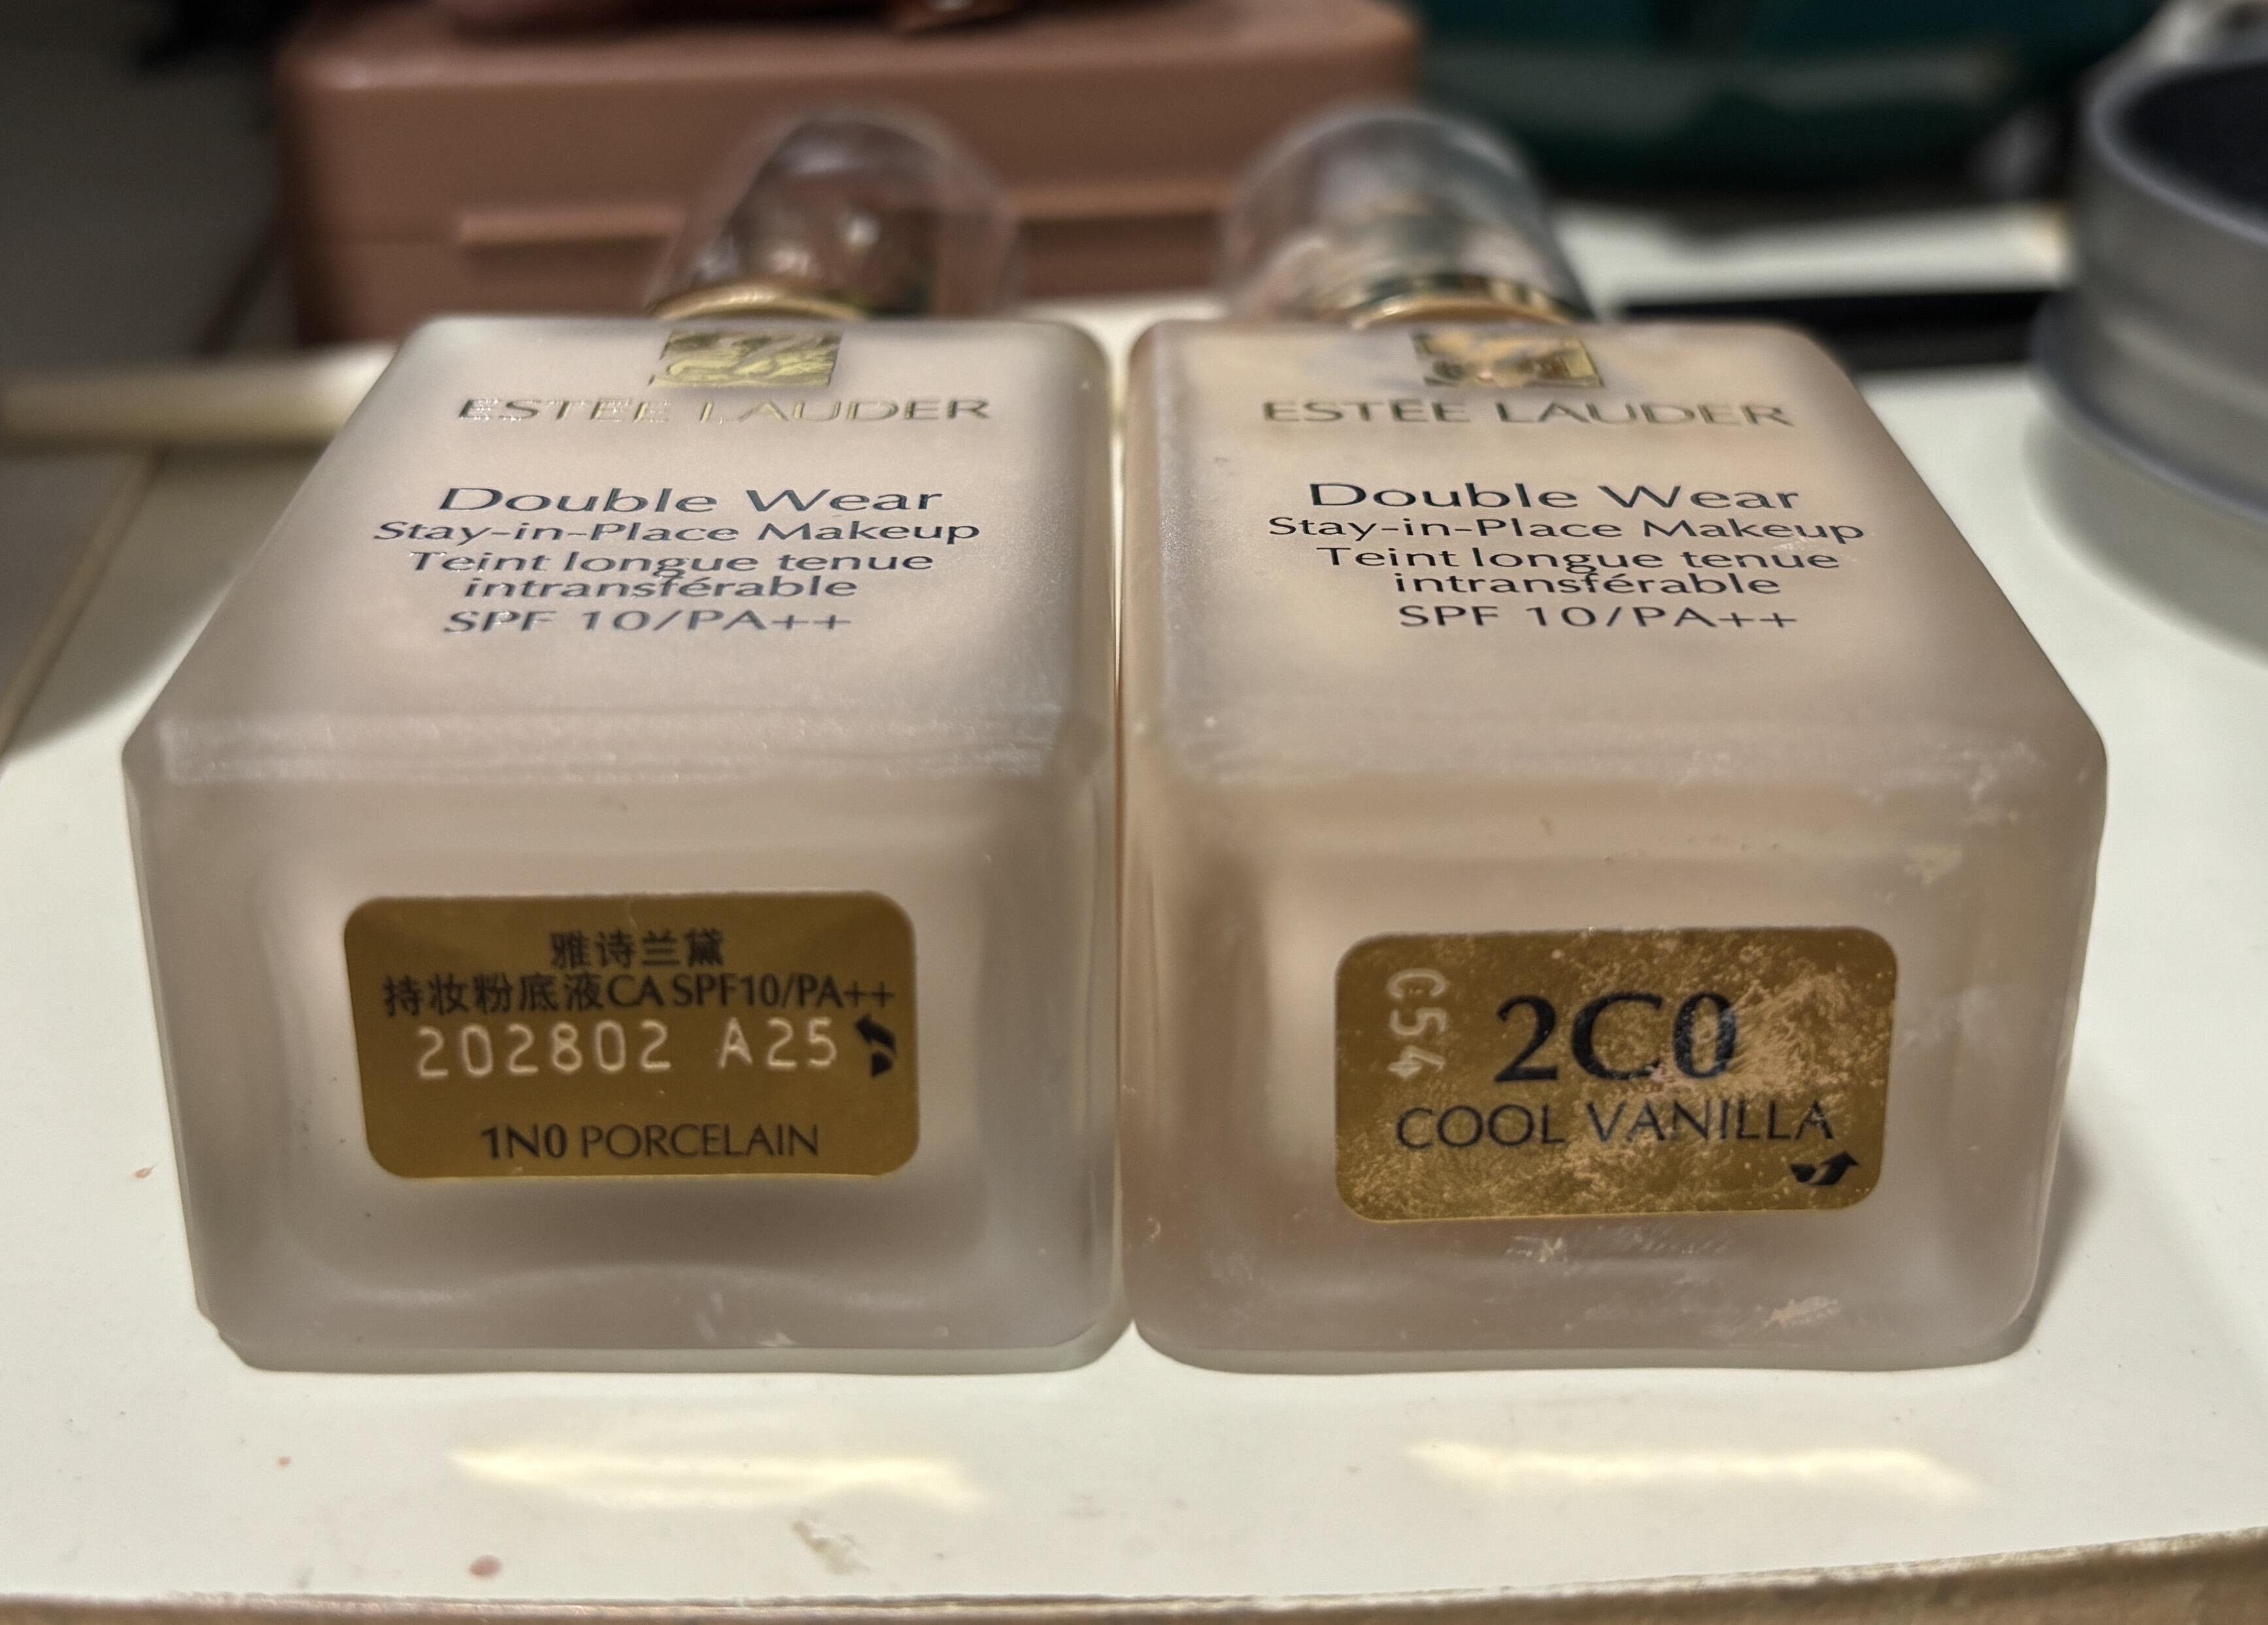 ESTĒE LAUDER
Double Wear
Stay-in-Place Makeup
Teint longue tenue
intransférable
SPF 10/PA++
雅诗兰黛
持妆粉底液CA SPF10/PA++
202802 A25
1N0 PORCELAIN
ESTĒE LAUDER
Double Wear
Stay-in-Place Makeup
Teint longue tenue
intransférable
SPF 10/PA++
C54
2C0
COOL VANILLA